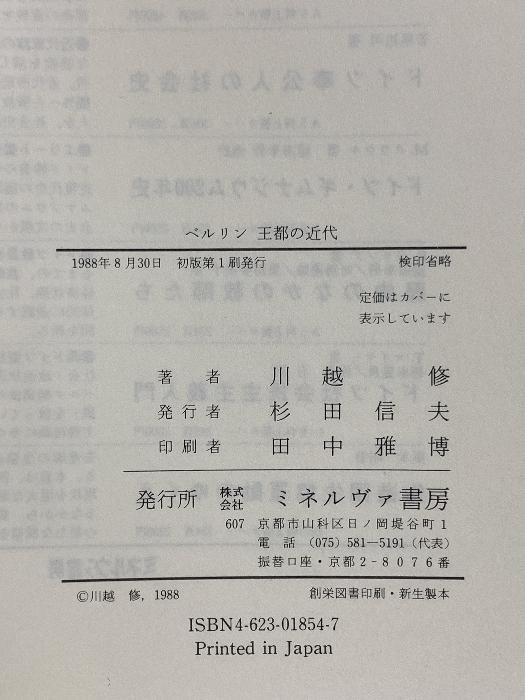 ベルリン 王都の近代
1988年8月30日 初版第1刷発行 検印省略
定価はカバーに
表示しています
著者 川越修
発行者 杉田信夫
印刷者 田中雅博
発行所 株式会社 ミネルヴァ書房
607 京都市山科区日ノ岡堤谷町1
電話 (075) 581—5191 (代表)
振替口座・京都2-8076番
©川越 修, 1988 創栄図書印刷・新生製本
ISBN4-623-01854-7
Printed in Japan